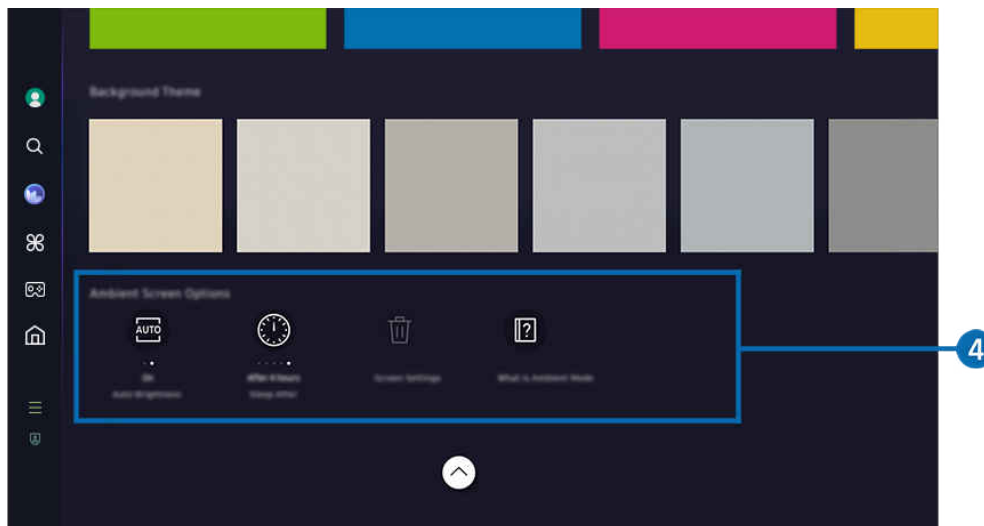 Background Theme
Ambient Screen Options
AUTO
?
4
On
After 4 hours
Screen Settings
What is Ambient Mode
Auto Brightness
Sleep After